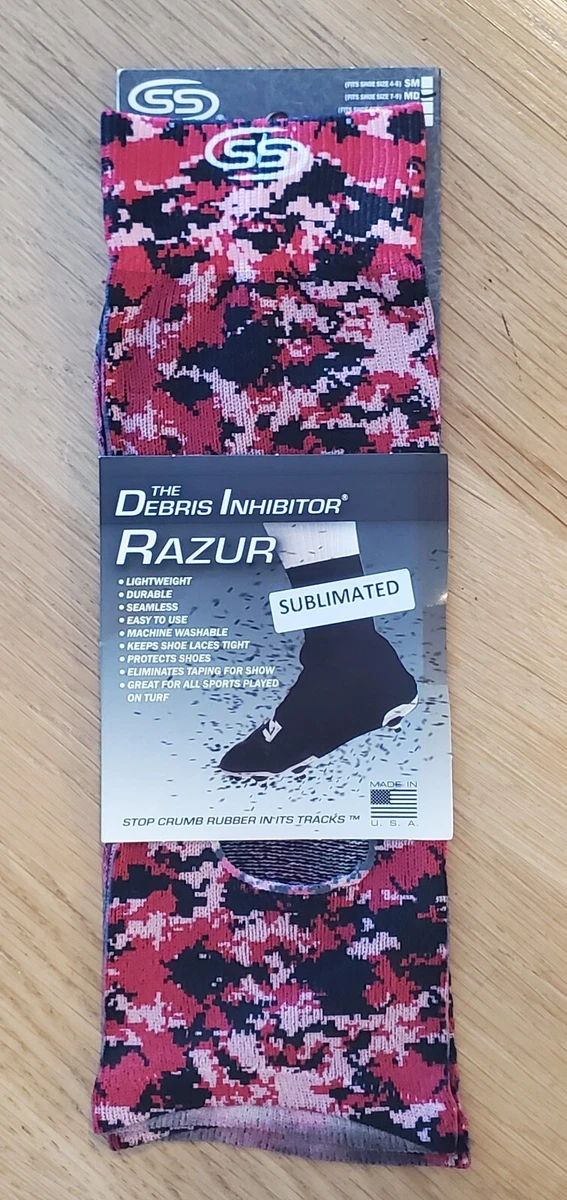 SS
(FITS SHOE SIZE 4-6) SM
(FITS SHOE SIZE 7-9) MD
SS
THE
DEBRIS INHIBITOR®
RAZUR
• LIGHTWEIGHT
• DURABLE
• SEAMLESS
• EASY TO USE
• MACHINE WASHABLE
• KEEPS SHOE LACES TIGHT
• PROTECTS SHOES
• ELIMINATES TAPING FOR SHOW
• GREAT FOR ALL SPORTS PLAYED
ON TURF
SUBLIMATED
MADE IN
U. S. A.
STOP CRUMB RUBBER IN ITS TRACKS ™